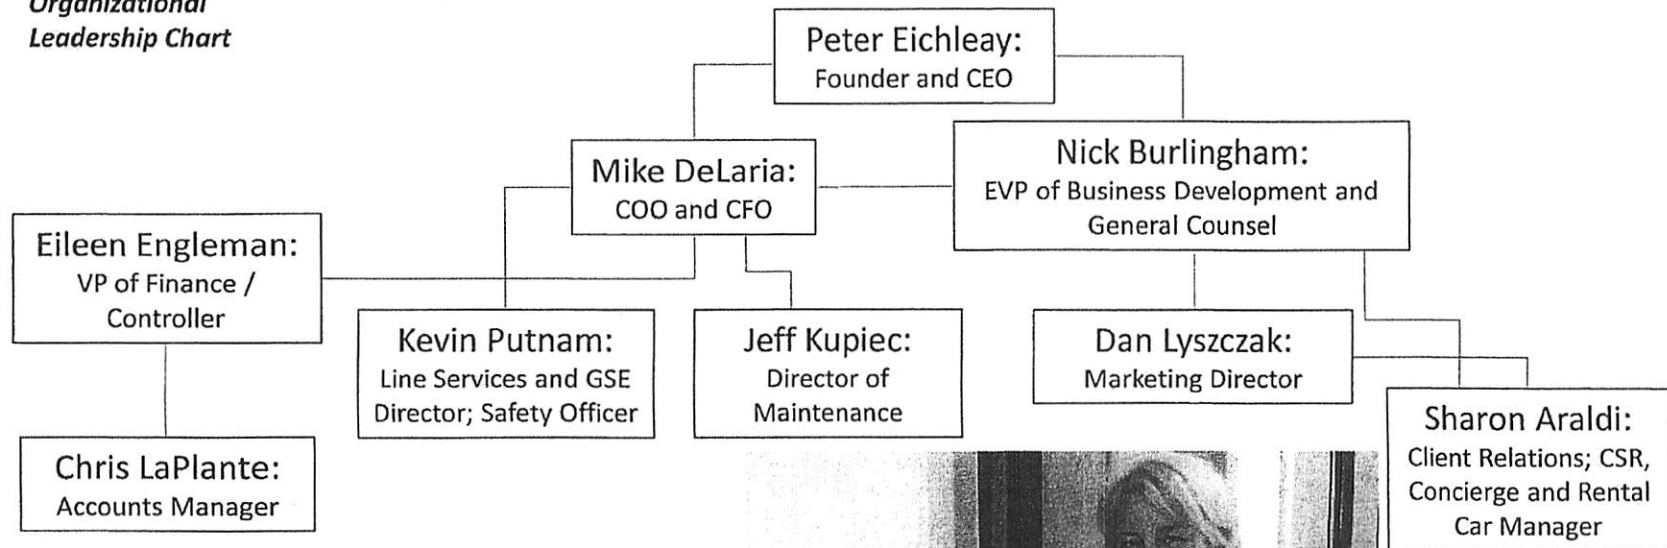 Organizational
Leadership Chart
Peter Eichleay:
Founder and CEO
Mike DeLaria:
COO and CFO
Nick Burlingham:
EVP of Business Development and
General Counsel
Eileen Engleman:
VP of Finance /
Controller
Kevin Putnam:
Line Services and GSE
Director; Safety Officer
Jeff Kupiec:
Director of
Maintenance
Dan Lyszczak:
Marketing Director
Sharon Araldi:
Client Relations; CSR,
Concierge and Rental
Car Manager
Chris LaPlante:
Accounts Manager